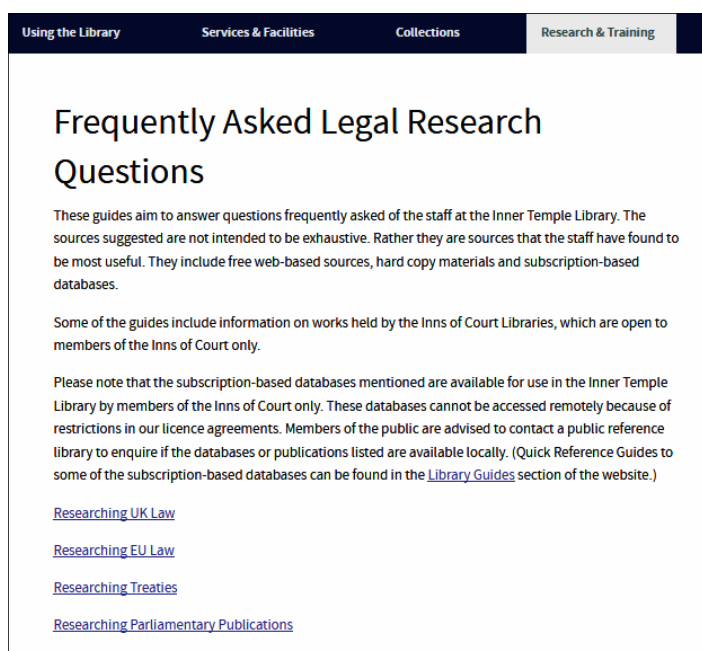 Using the Library Services & Facilities Collections Research & Training
Frequently Asked Legal Research
Questions
These guides aim to answer questions frequently asked of the staff at the Inner Temple Library. The
sources suggested are not intended to be exhaustive. Rather they are sources that the staff have found to
be most useful. They include free web-based sources, hard copy materials and subscription-based
databases.
Some of the guides include information on works held by the Inns of Court Libraries, which are open to
members of the Inns of Court only.
Please note that the subscription-based databases mentioned are available for use in the Inner Temple
Library by members of the Inns of Court only. These databases cannot be accessed remotely because of
restrictions in our licence agreements. Members of the public are advised to contact a public reference
library to enquire if the databases or publications listed are available locally. (Quick Reference Guides to
some of the subscription-based databases can be found in the Library Guides section of the website.)
Researching UK Law
Researching EU Law
Researching Treaties
Researching Parliamentary Publications